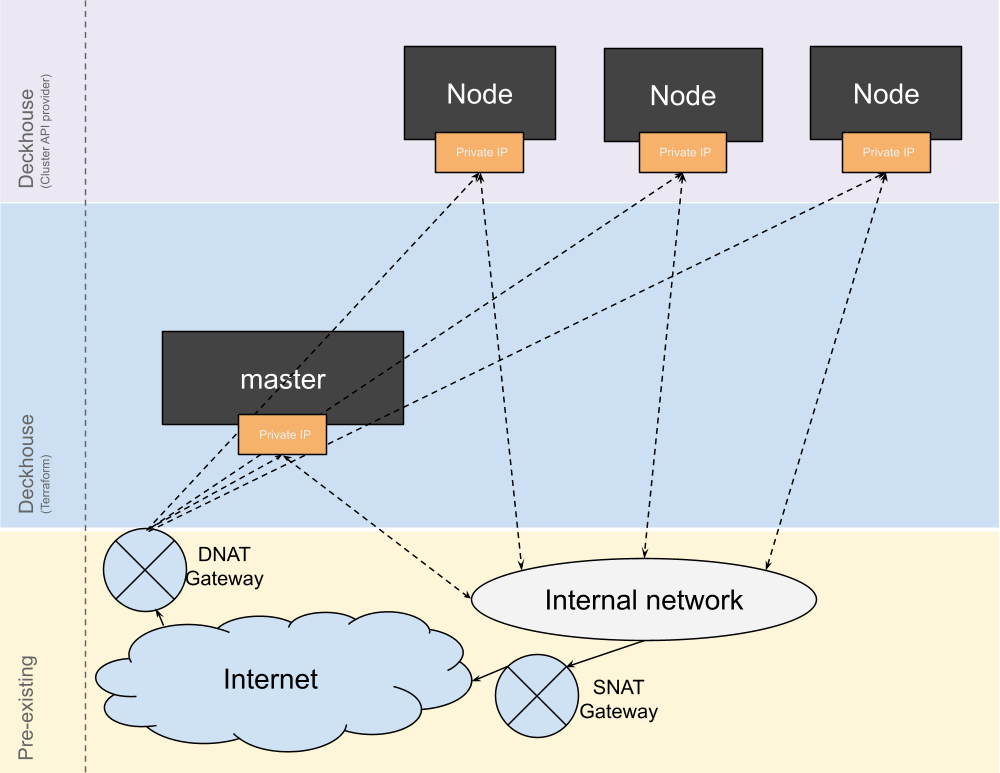 Deckhouse
(Cluster API provider)
Node
Private IP
Node
Private IP
Node
Private IP
Deckhouse
(Terraform)
master
Private IP
Pre-existing
DNAT
Gateway
Internal network
Internet
SNAT
Gateway